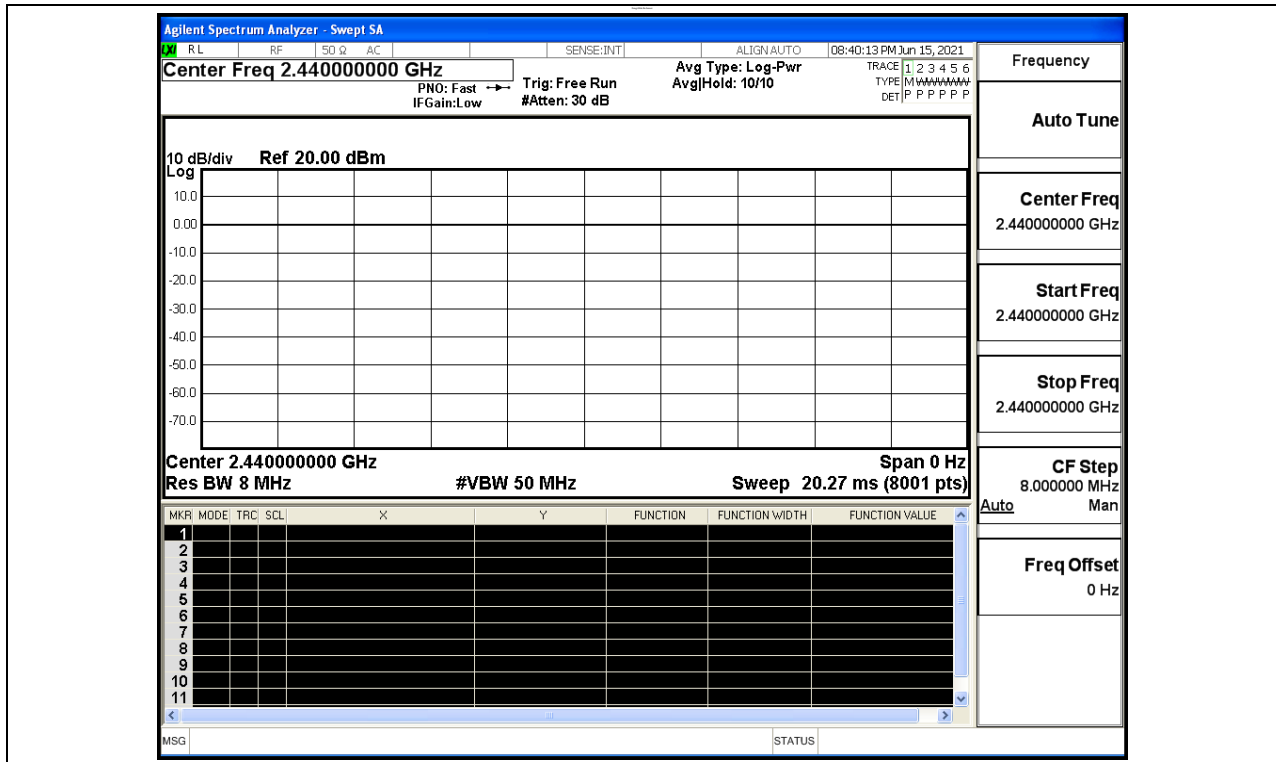 Agilent Spectrum Analyzer - Swept SA
LXI RL RF 50 Ω AC SENSE:INT ALIGN AUTO 08:40:13 PM Jun 15, 2021
Center Freq 2.440000000 GHz
PNO: Fast
IFGain:Low
Trig: Free Run
#Atten: 30 dB
Avg Type: Log-Pwr
Avg|Hold: 10/10
TRACE 1 2 3 4 5 6
TYPE M WWWWW
DET P P P P P P
10 dB/div Ref 20.00 dBm
Log
10.0
0.00
-10.0
-20.0
-30.0
-40.0
-50.0
-60.0
-70.0
Center 2.440000000 GHz Span 0 Hz
Res BW 8 MHz #VBW 50 MHz Sweep 20.27 ms (8001 pts)
MKR MODE TRC SCL X Y FUNCTION FUNCTION WIDTH FUNCTION VALUE
1
2
3
4
5
6
7
8
9
10
11
MSG STATUS
Frequency
Auto Tune
Center Freq
2.440000000 GHz
Start Freq
2.440000000 GHz
Stop Freq
2.440000000 GHz
CF Step
8.000000 MHz
Auto Man
Freq Offset
0 Hz